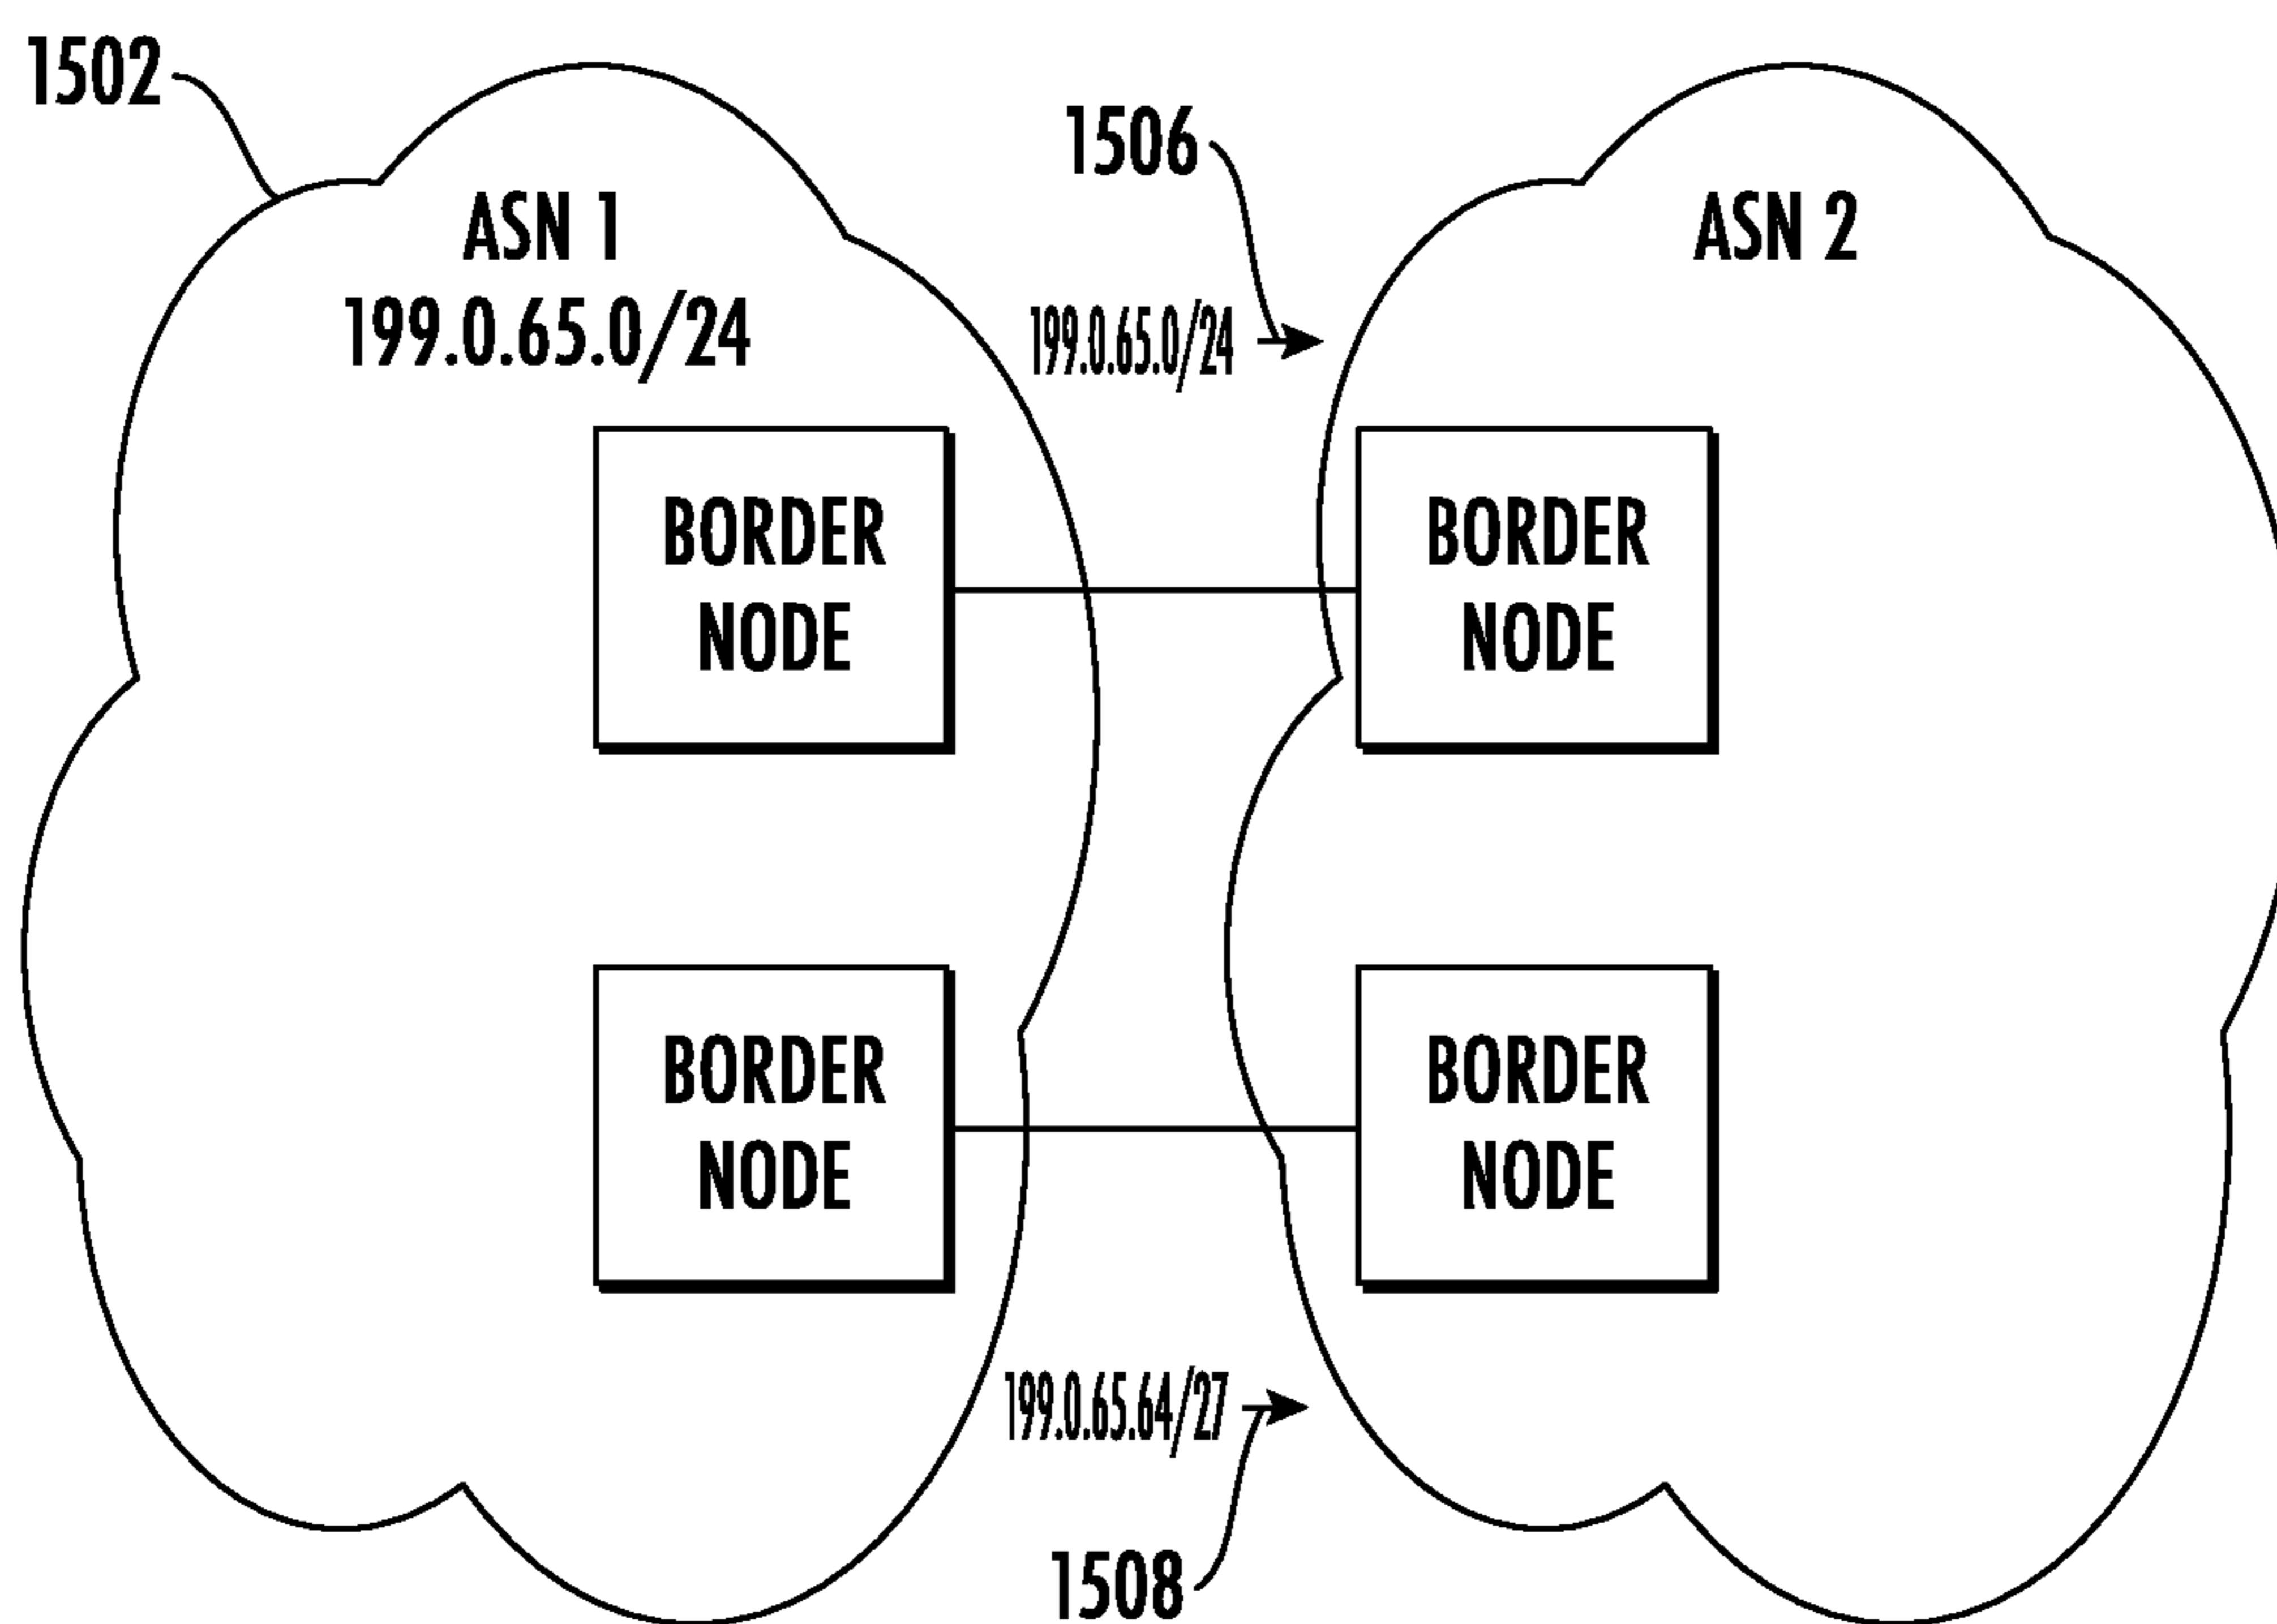 1502
1506
ASN 1
199.0.65.0/24
199.0.65.0/24
ASN 2
BORDER
NODE
BORDER
NODE
BORDER
NODE
BORDER
NODE
199.0.65.64/27
1508